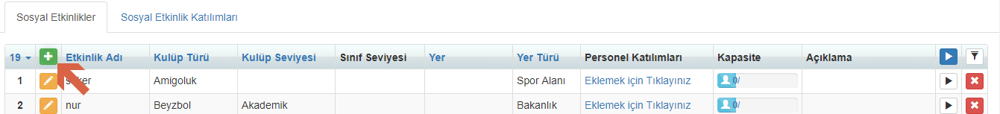 Sosyal Etkinlikler Sosyal Etkinlik Katılımları
19 Etkinlik Adı Kulüp Türü Kulüp Seviyesi Sınıf Seviyesi Yer Yer Türü Personel Katılımları Kapasite Açıklama
1 Amigoluk Spor Alanı Eklemek için Tıklayınız 0/
2 nur Beyzbol Akademik Bakanlık Eklemek için Tıklayınız 0/